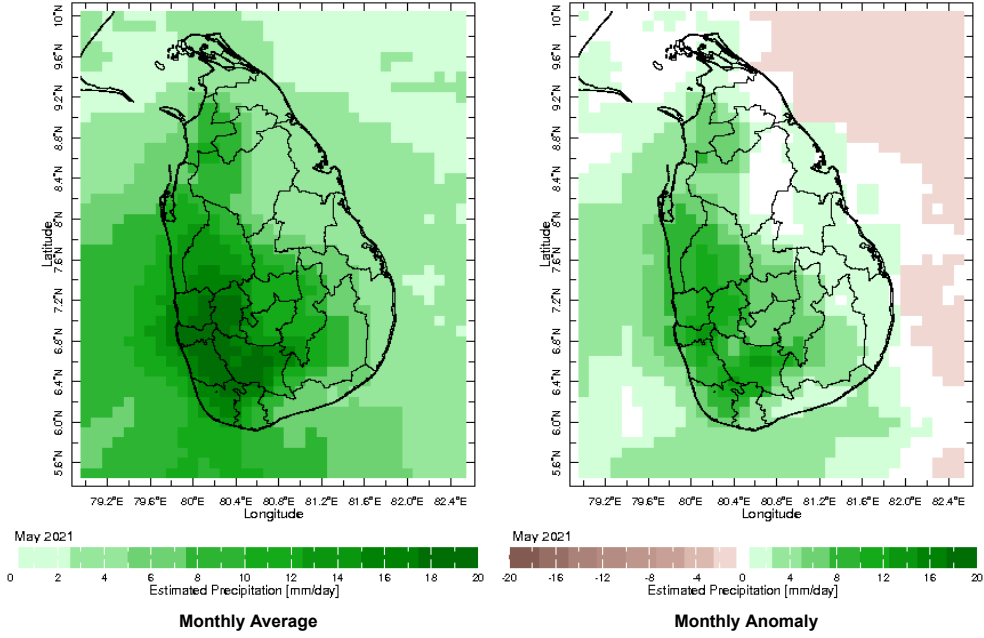 10°N
9.6°N
9.2°N
8.8°N
8.4°N
8°N
7.6°N
7.2°N
6.8°N
6.4°N
6.0°N
5.6°N
Latitude
79.2°E 79.6°E 80°E 80.4°E 80.8°E 81.2°E 81.6°E 82.0°E 82.4°E
Longitude
May 2021
0 2 4 6 8 10 12 14 16 18 20
Estimated Precipitation [mm/day]
Monthly Average
10°N
9.6°N
9.2°N
8.8°N
8.4°N
8°N
7.6°N
7.2°N
6.8°N
6.4°N
6.0°N
5.6°N
Latitude
79.2°E 79.6°E 80°E 80.4°E 80.8°E 81.2°E 81.6°E 82.0°E 82.4°E
Longitude
May 2021
-20 -16 -12 -8 -4 0 4 8 12 16 20
Estimated Precipitation [mm/day]
Monthly Anomaly